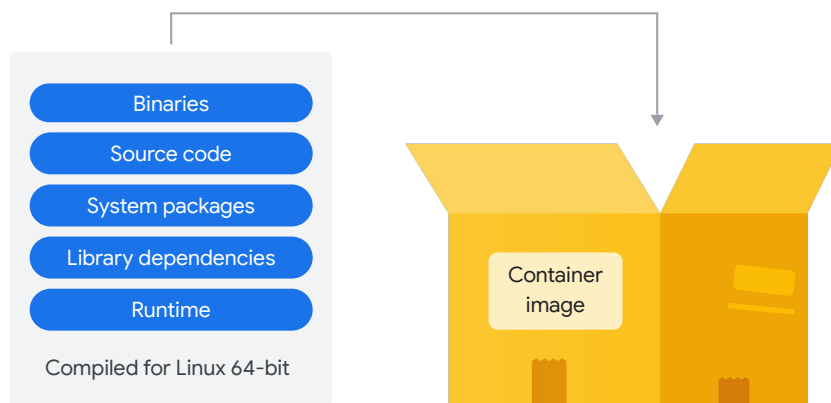 Binaries
Source code
System packages
Library dependencies
Runtime
Compiled for Linux 64-bit
Container
image